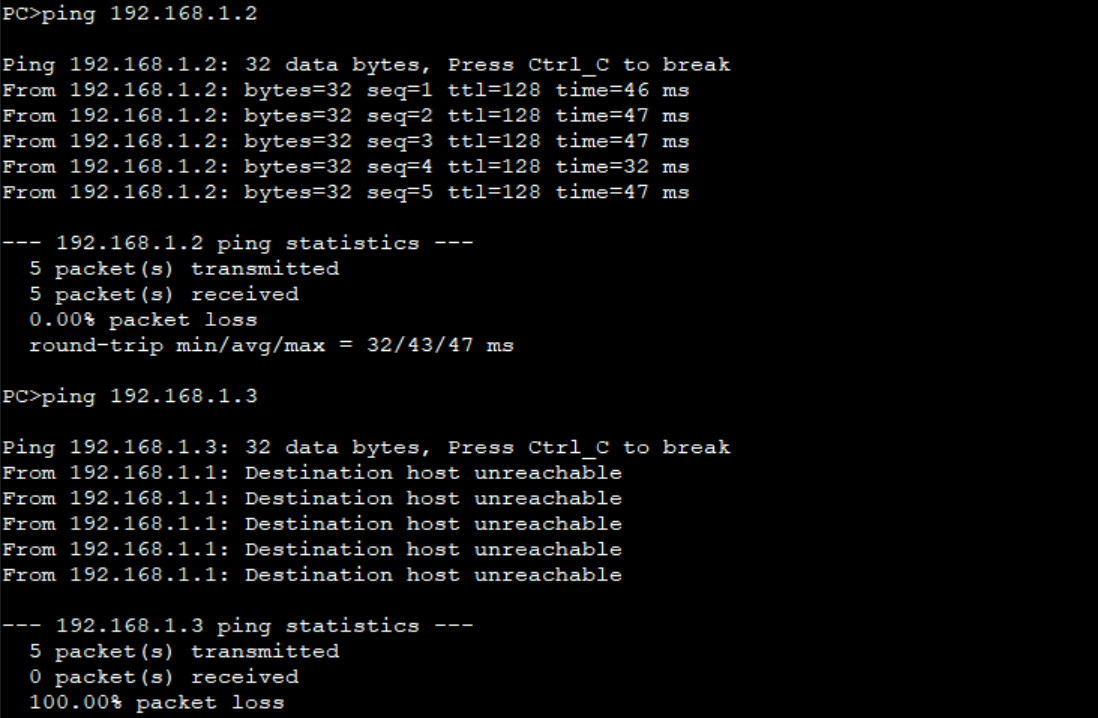 PC>ping 192.168.1.2
Ping 192.168.1.2: 32 data bytes, Press Ctrl_C to break
From 192.168.1.2: bytes=32 seq=1 ttl=128 time=46 ms
From 192.168.1.2: bytes=32 seq=2 ttl=128 time=47 ms
From 192.168.1.2: bytes=32 seq=3 ttl=128 time=47 ms
From 192.168.1.2: bytes=32 seq=4 ttl=128 time=32 ms
From 192.168.1.2: bytes=32 seq=5 ttl=128 time=47 ms
--- 192.168.1.2 ping statistics ---
5 packet(s) transmitted
5 packet(s) received
0.00% packet loss
round-trip min/avg/max = 32/43/47 ms
PC>ping 192.168.1.3
Ping 192.168.1.3: 32 data bytes, Press Ctrl_C to break
From 192.168.1.1: Destination host unreachable
From 192.168.1.1: Destination host unreachable
From 192.168.1.1: Destination host unreachable
From 192.168.1.1: Destination host unreachable
From 192.168.1.1: Destination host unreachable
--- 192.168.1.3 ping statistics ---
5 packet(s) transmitted
0 packet(s) received
100.00% packet loss